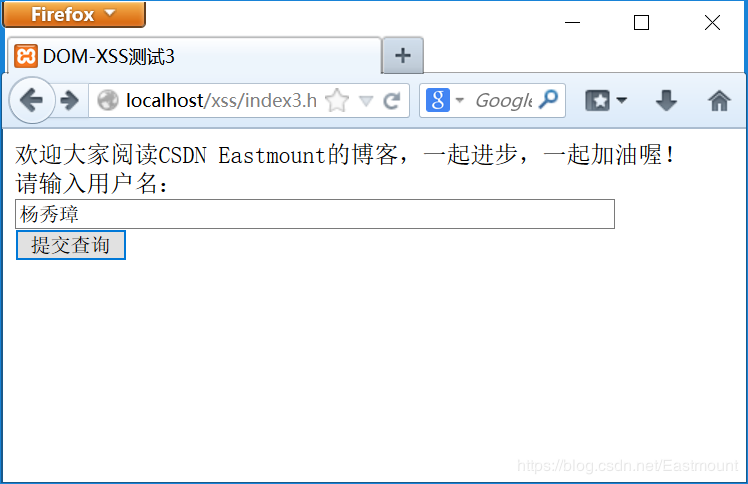 Firefox
DOM-XSS测试3
localhost/xss/index3.h
Google
欢迎大家阅读CSDN Eastmount的博客，一起进步，一起加油喔！
请输入用户名：
杨秀璋
提交查询
https://blog.csdn.net/Eastmount